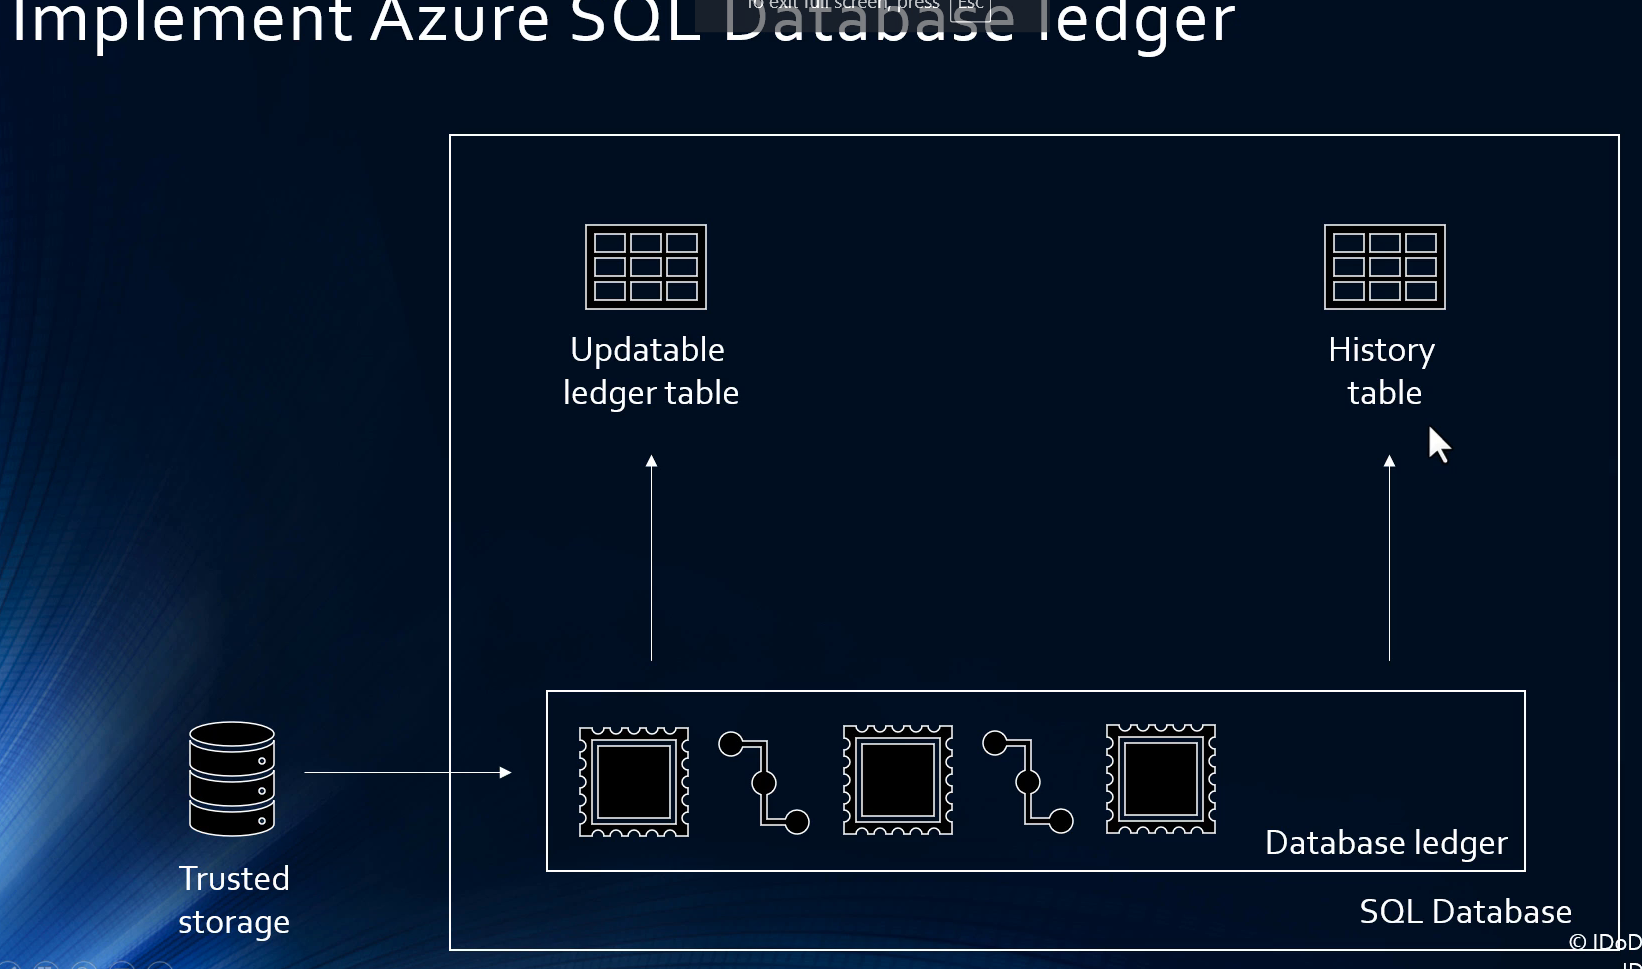 Implement Azure SQL Database ledger
To exit full screen, press Esc
Updatable
ledger table
History
table
Database ledger
Trusted
storage
SQL Database
© IDoD